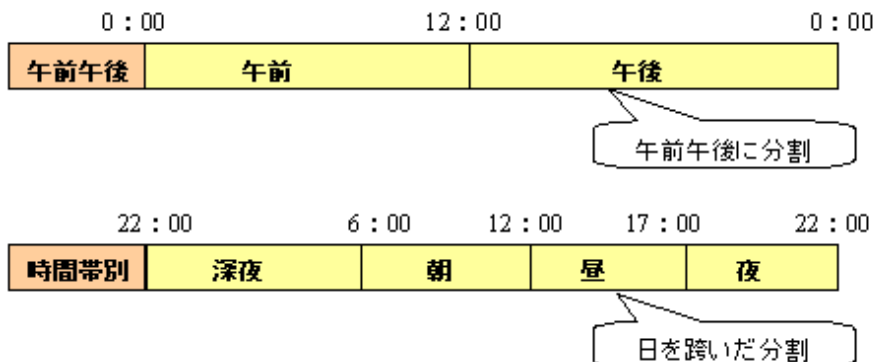 0：00 12：00 0：00
午前午後 午前 午後
午前午後に分割
22：00 6：00 12：00 17：00 22：00
時間帯別 深夜 朝 昼 夜
日を跨いだ分割